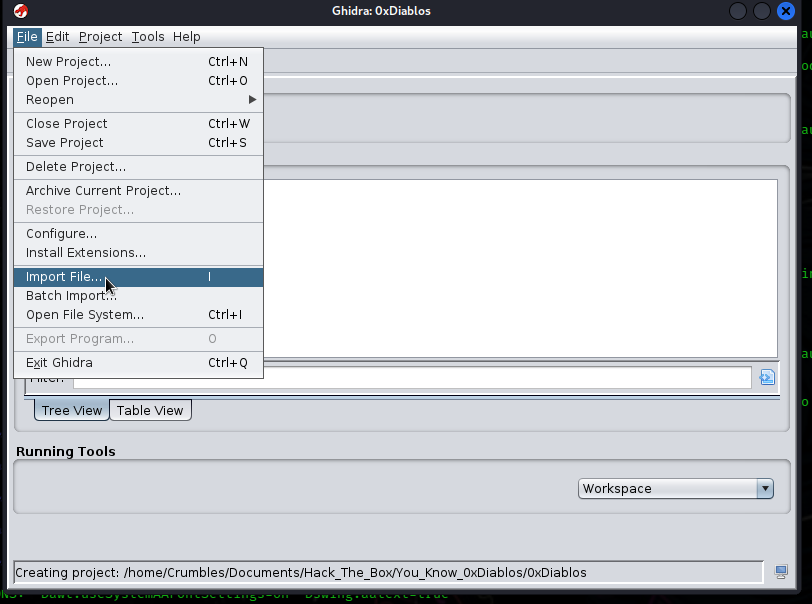 Ghidra: 0xDiablos
File Edit Project Tools Help
New Project... Ctrl+N
Open Project... Ctrl+O
Reopen
Close Project Ctrl+W
Save Project Ctrl+S
Delete Project...
Archive Current Project...
Restore Project...
Configure...
Install Extensions...
Import File... I
Batch Import...
Open File System... Ctrl+I
Export Program... O
Exit Ghidra Ctrl+Q
Filter:
Tree View Table View
Running Tools
Workspace
Creating project: /home/Crumbles/Documents/Hack_The_Box/You_Know_0xDiablos/0xDiablos